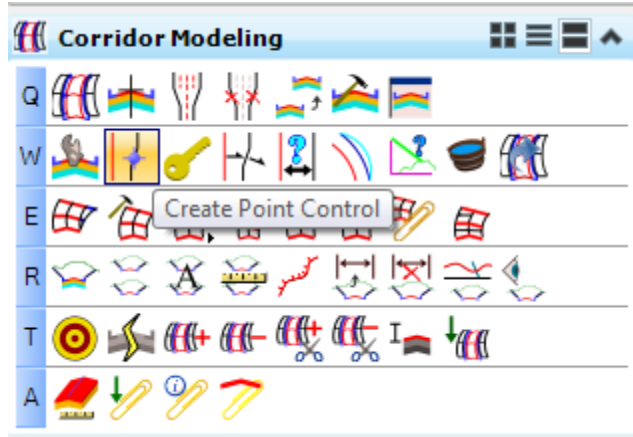 Corridor Modeling
Q
W
Create Point Control
E
R
A
T
I
A